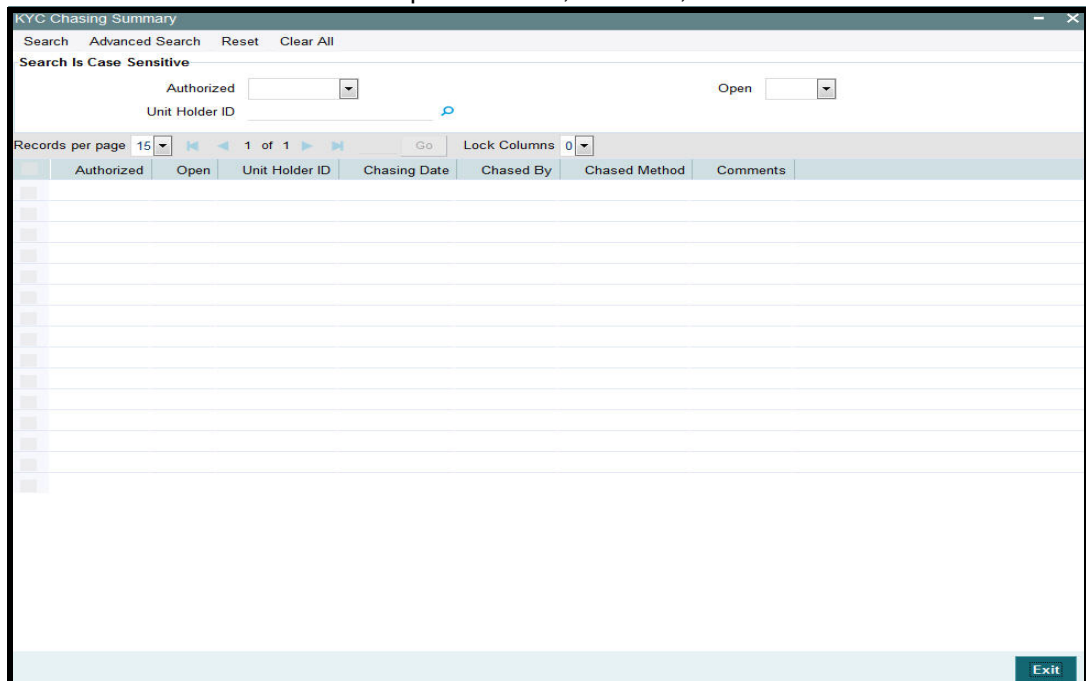 KYC Chasing Summary
Search Advanced Search Reset Clear All
Search Is Case Sensitive
Authorized Open
Unit Holder ID
Records per page 15 1 of 1 Go Lock Columns 0
Authorized Open Unit Holder ID Chasing Date Chased By Chased Method Comments
Exit